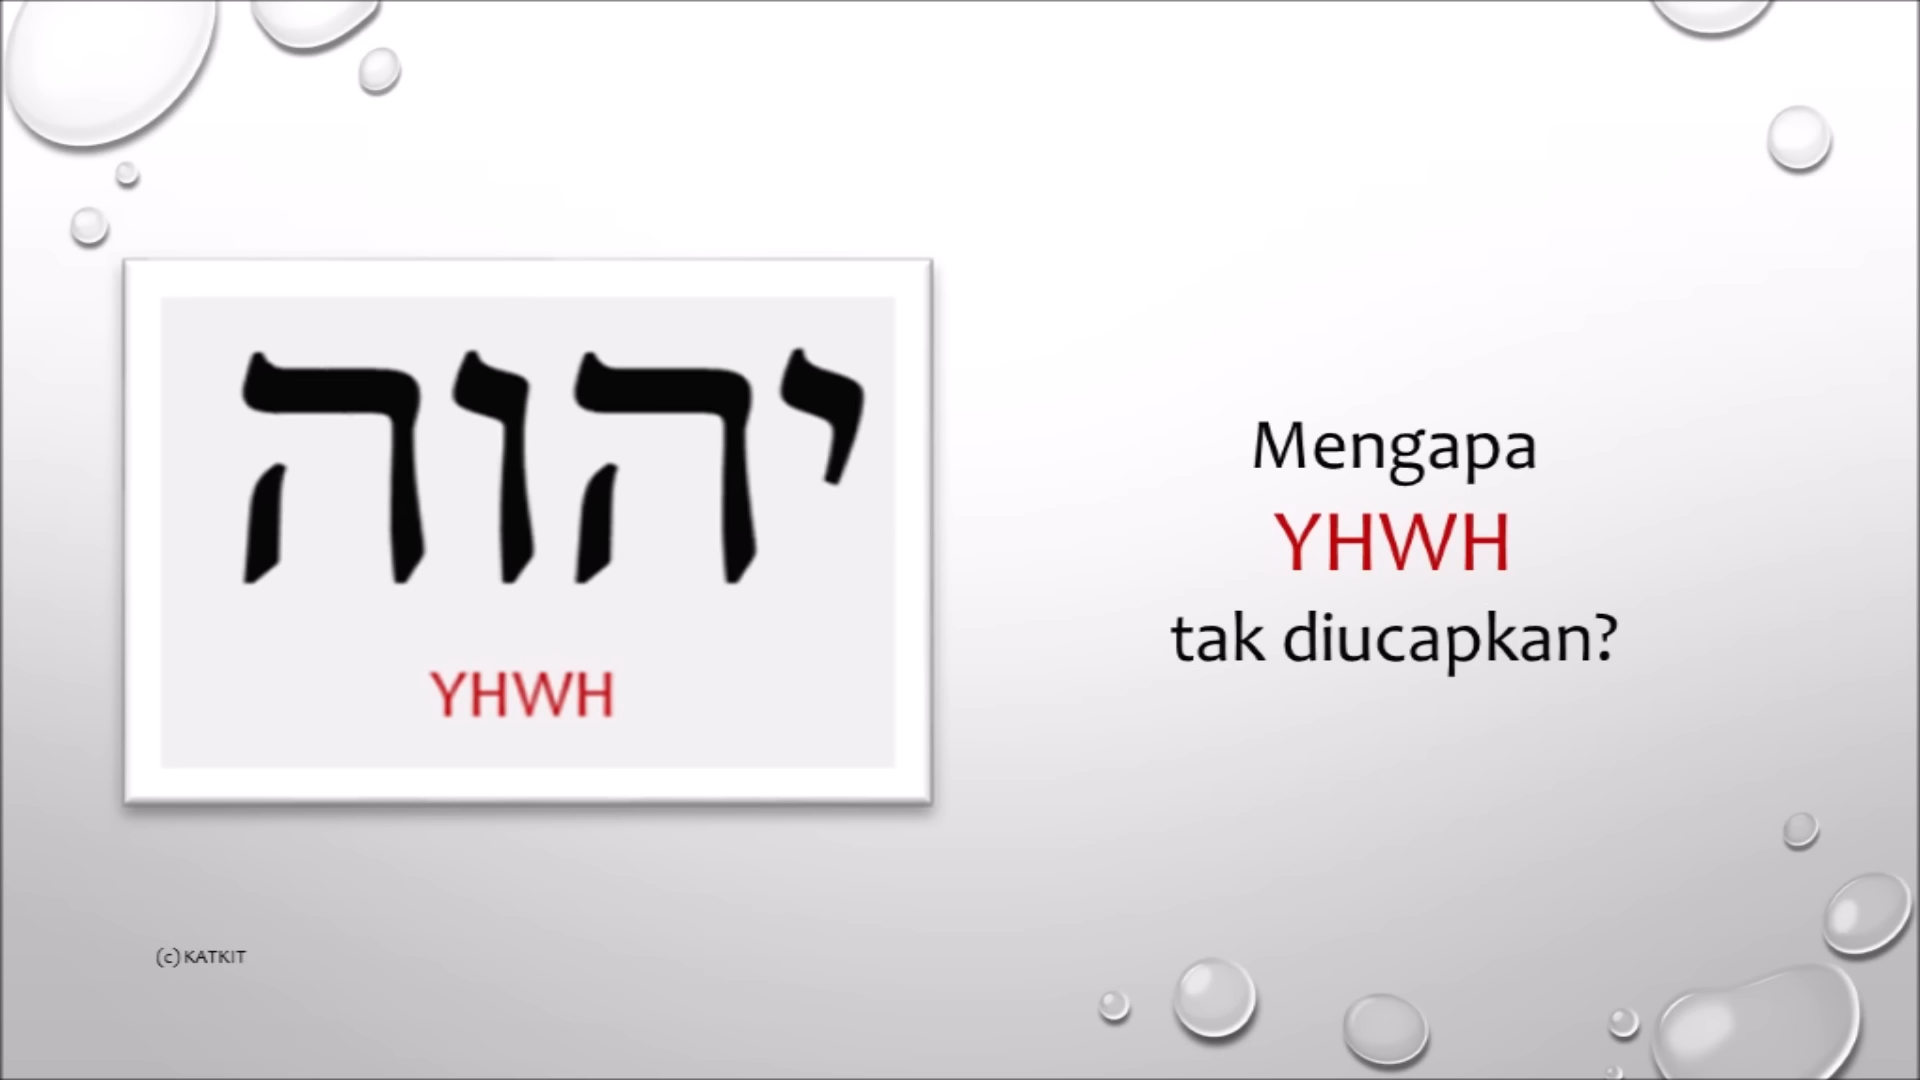 יהוה
YHWH
Mengapa
YHWH
tak diucapkan?
(c) KATKIT